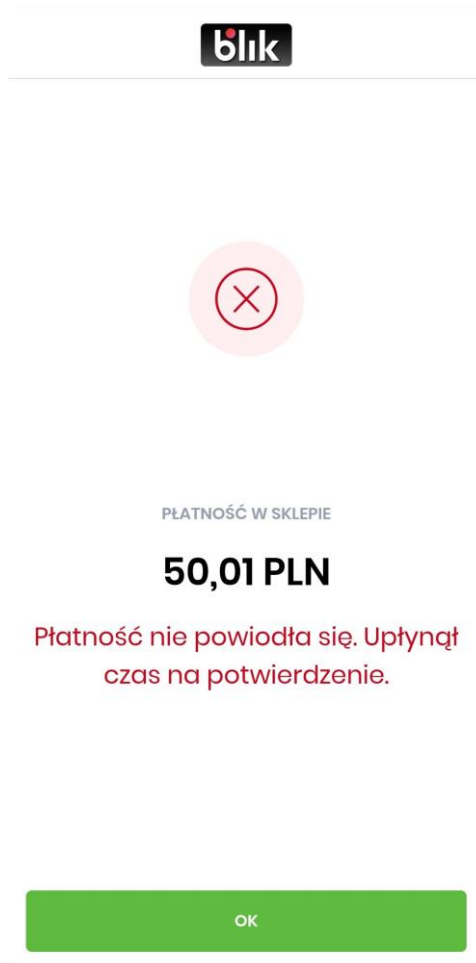 blik
PŁATNOŚĆ W SKLEPIE
50,01 PLN
Płatność nie powiodła się. Upłynął
czas na potwierdzenie.
OK